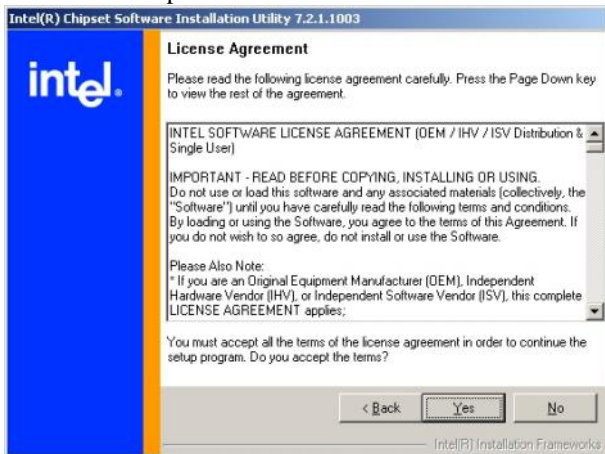 Intel(R) Chipset Software Installation Utility 7.2.1.1003
intel®
License Agreement
Please read the following license agreement carefully. Press the Page Down key
to view the rest of the agreement.
INTEL SOFTWARE LICENSE AGREEMENT (OEM / IHV / ISV Distribution &
Single User)
IMPORTANT - READ BEFORE COPYING, INSTALLING OR USING.
Do not use or load this software and any associated materials (collectively, the
"Software") until you have carefully read the following terms and conditions.
By loading or using the Software, you agree to the terms of this Agreement. If
you do not wish to so agree, do not install or use the Software.
Please Also Note:
* If you are an Original Equipment Manufacturer (OEM), Independent
Hardware Vendor (IHV), or Independent Software Vendor (ISV), this complete
LICENSE AGREEMENT applies;
You must accept all the terms of the license agreement in order to continue the
setup program. Do you accept the terms?
< Back Yes No
Intel(R) Installation Frameworks